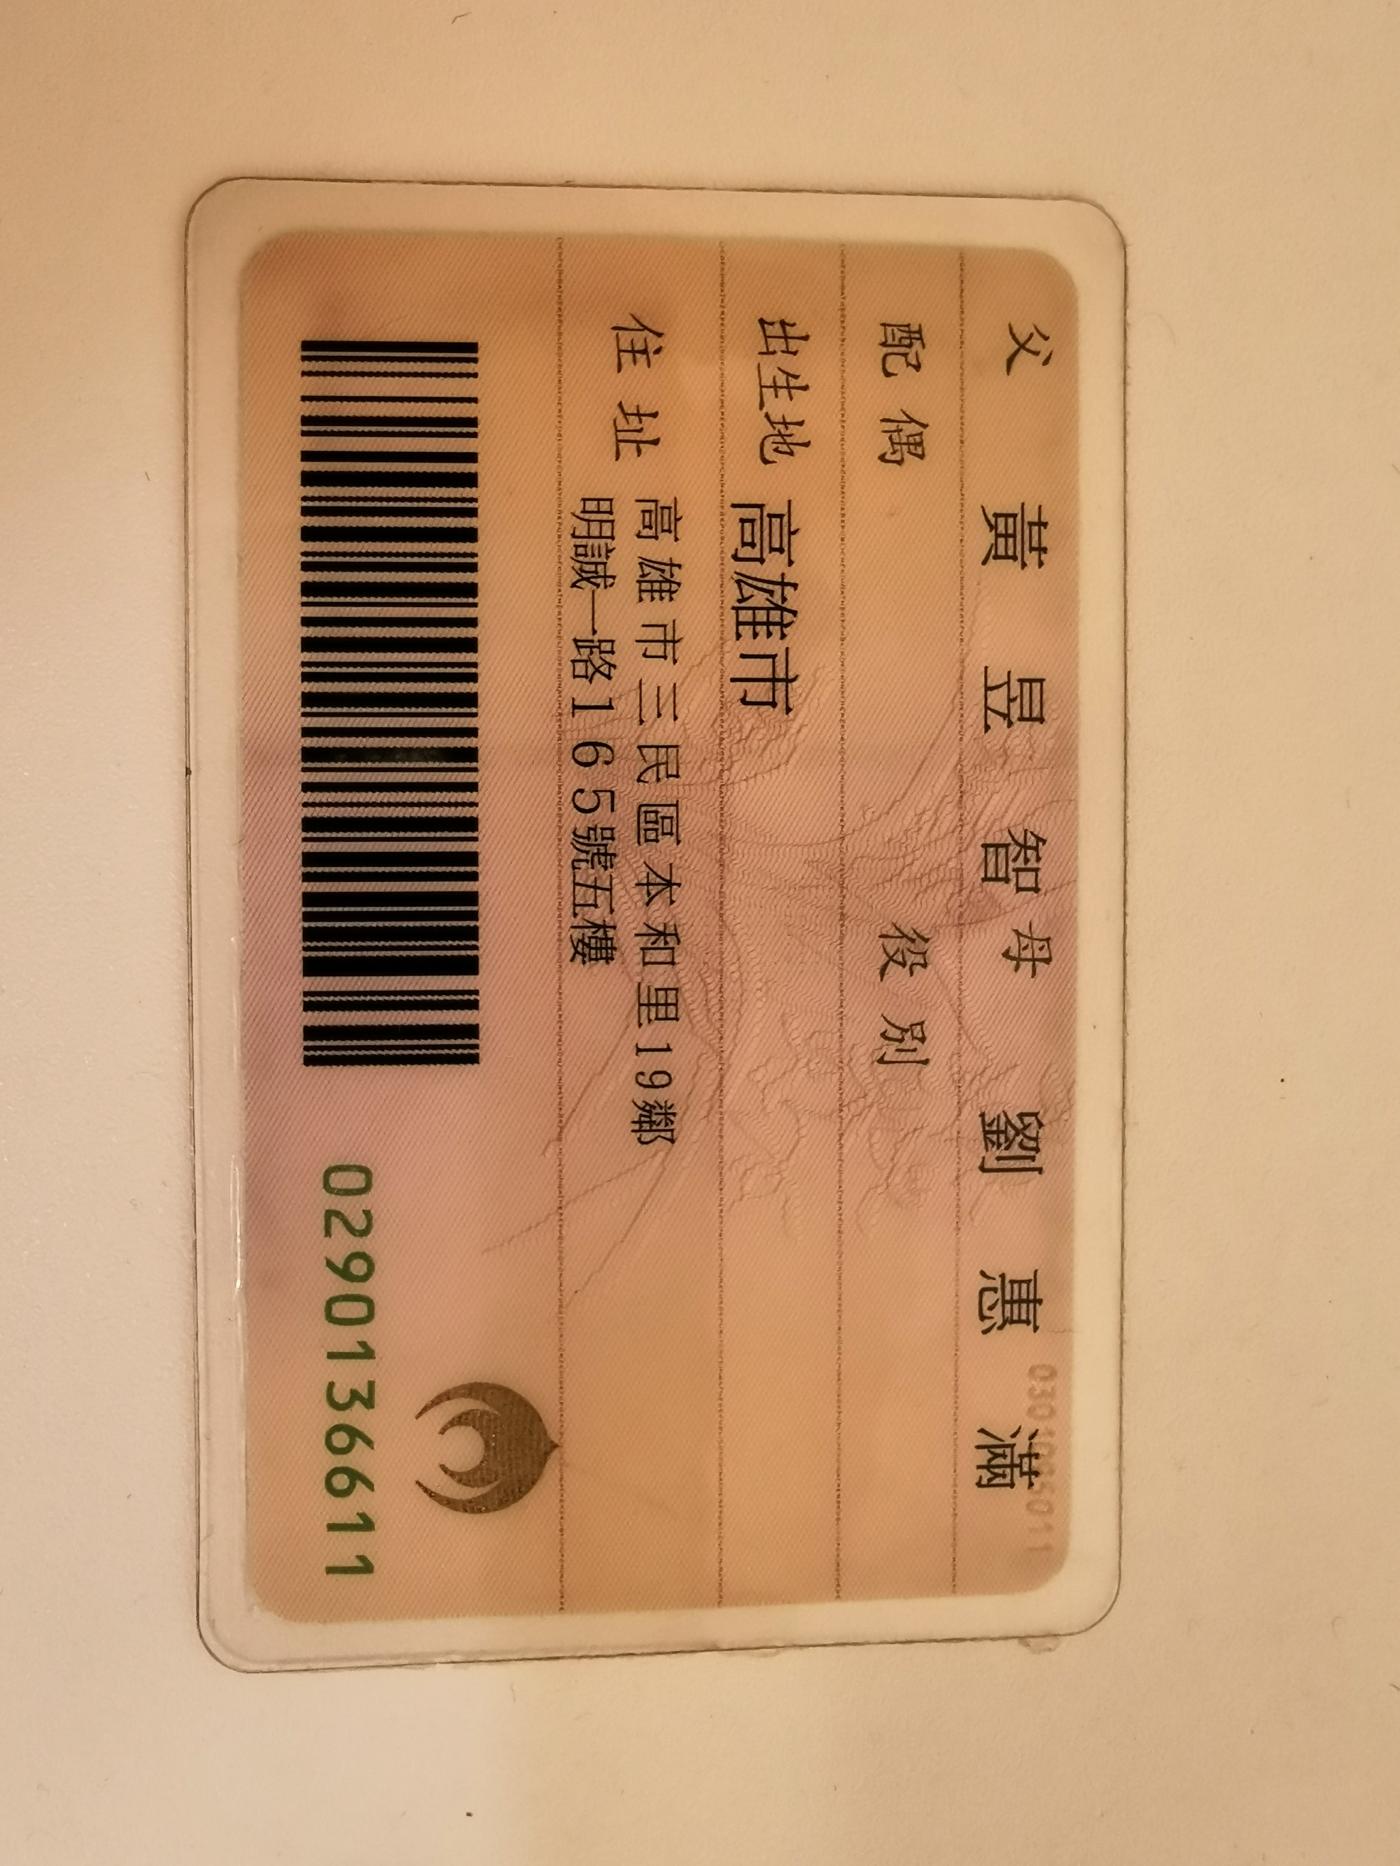 父 黃昱智 母 劉惠滿
配偶 役別
出生地 高雄市
住址 高雄市三民區本和里19鄰
明誠一路165號五樓
0290136611